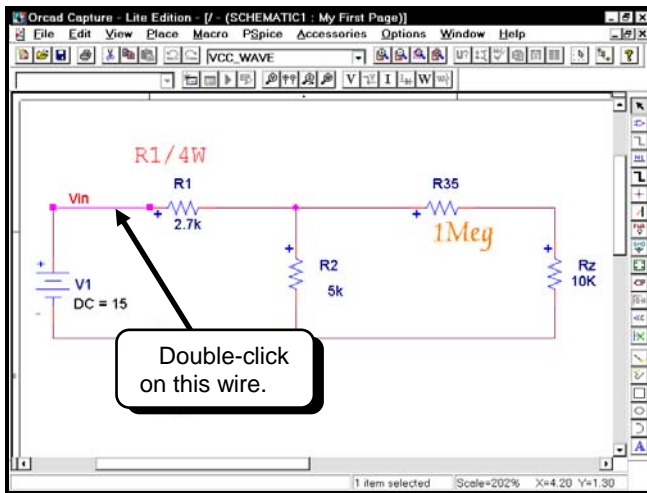 Orcad Capture - Lite Edition - [/ - (SCHEMATIC1 : My First Page)]
File Edit View Place Macro PSpice Accessories Options Window Help
VCC_WAVE
V I W
R1/4W
Vin
R1
2.7k
R35
1Meg
R2
5k
Rz
10K
V1
DC = 15
Double-click
on this wire.
1 item selected Scale=202% X=4.20 Y=1.30